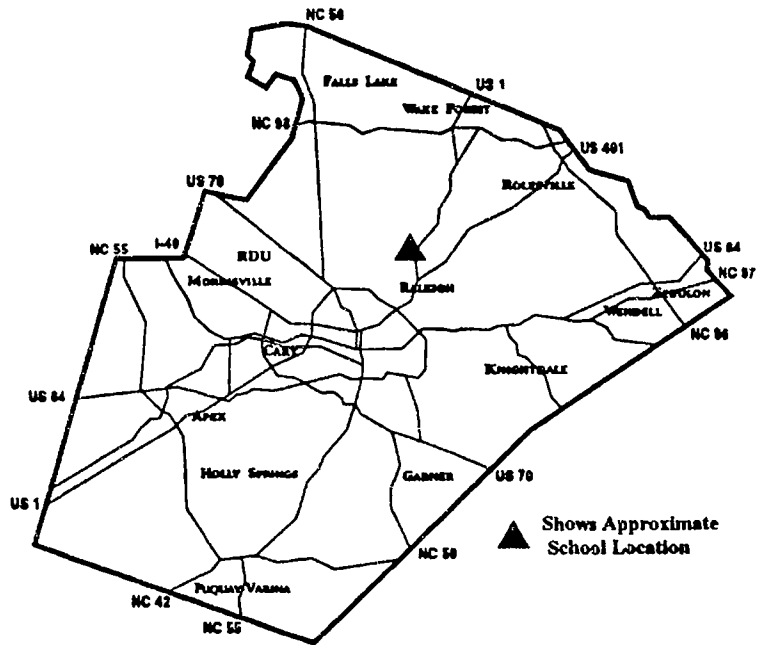 NC 50
FALLS LAKE
US 1
WAKE FOREST
NC 98
US 401
ROLESVILLE
US 70
NC 55
I-40
RDU
MORRISVILLE
RALEIGH
US 64
NC 97
ZEBULON
WENDELL
NC 96
CARY
KNIGHTDALE
US 64
APEX
HOLLY SPRINGS
GARNER
US 70
US 1
Shows Approximate
School Location
NC 50
FUQUAY VARINA
NC 42
NC 55